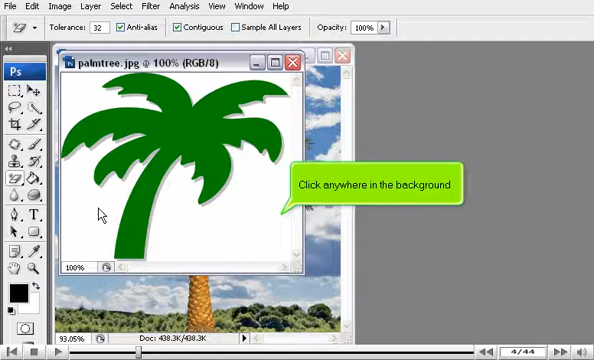 File Edit Image Layer Select Filter Analysis View Window Help
Tolerance: 32 Anti-alias Contiguous Sample All Layers Opacity: 100%
palmtree.jpg @ 100% (RGB/8)
Ps
Click anywhere in the background
T
100%
93.05% Doc: 438.3K/438.3K
4/44